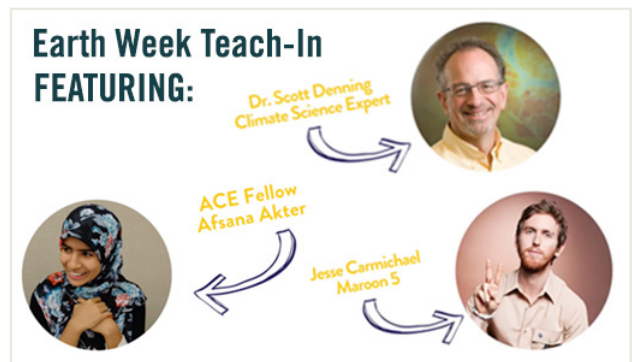 Earth Week Teach-In
FEATURING:
Dr. Scott Denning
Climate Science Expert
ACE Fellow
Afsana Akter
Jesse Carmichael
Maroon 5